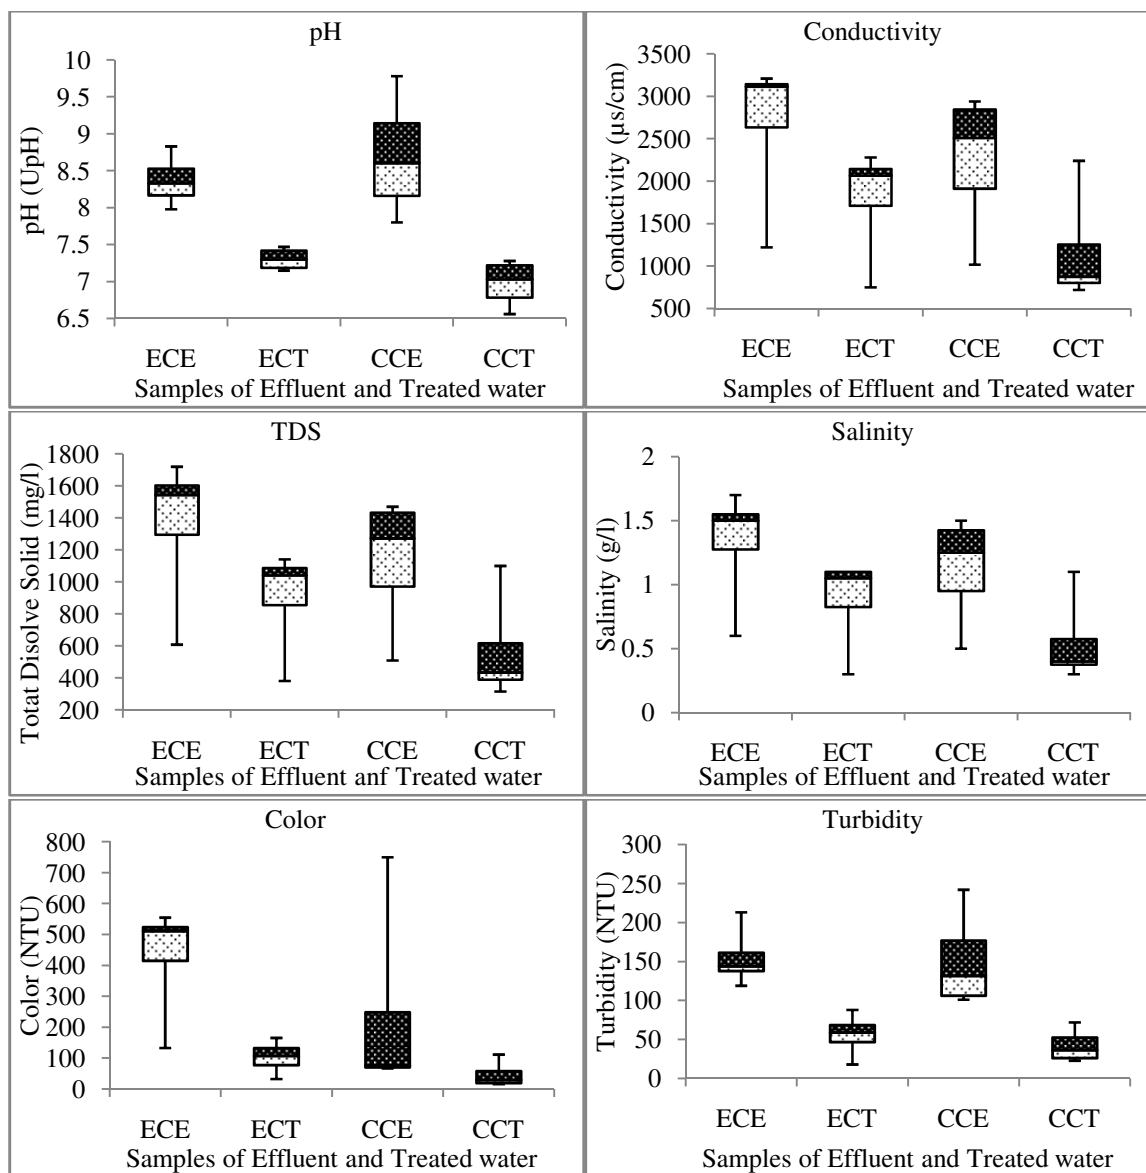 pH
10
9.5
9
8.5
8
7.5
7
6.5
pH (UpH)
ECE ECT CCE CCT
Samples of Effluent and Treated water
Conductivity
3500
3000
2500
2000
1500
1000
500
Conductivity (µs/cm)
ECE ECT CCE CCT
Samples of Effluent and Treated water
TDS
1800
1600
1400
1200
1000
800
600
400
200
Totat Disolve Solid (mg/l)
ECE ECT CCE CCT
Samples of Effluent anf Treated water
Salinity
2
1.5
1
0.5
0
Salinity (g/l)
ECE ECT CCE CCT
Samples of Effluent and Treated water
Color
800
700
600
500
400
300
200
100
0
Color (NTU)
ECE ECT CCE CCT
Samples of Effluent and Treated water
Turbidity
300
250
200
150
100
50
0
Turbidity (NTU)
ECE ECT CCE CCT
Samples of Effluent and Treated water